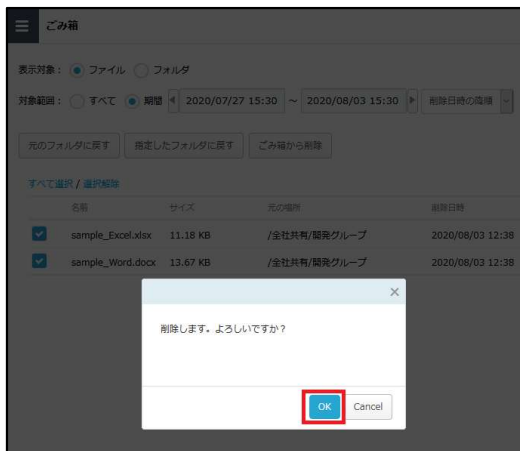 ごみ箱
表示対象： ファイル フォルダ
対象範囲： すべて 期間 2020/07/27 15:30 ~ 2020/08/03 15:30 削除日時の降順
元のフォルダに戻す 指定したフォルダに戻す ごみ箱から削除
すべて選択 / 選択解除
名前 サイズ 元の場所 削除日時
sample_Excel.xlsx 11.18 KB /全社共有/開発グループ 2020/08/03 12:38
sample_Word.docx 13.67 KB /全社共有/開発グループ 2020/08/03 12:38
削除します。よろしいですか？
OK Cancel